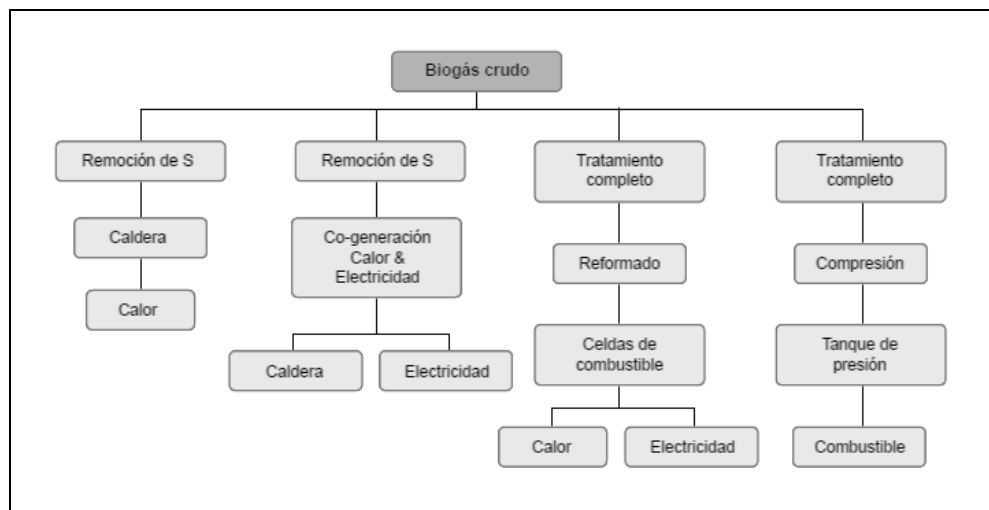 Biogás crudo
Remoción de S
Remoción de S
Tratamiento
completo
Tratamiento
completo
Caldera
Co-generación
Calor &
Electricidad
Reformado
Compresión
Calor
Caldera
Electricidad
Celdas de
combustible
Tanque de
presión
Calor
Electricidad
Combustible